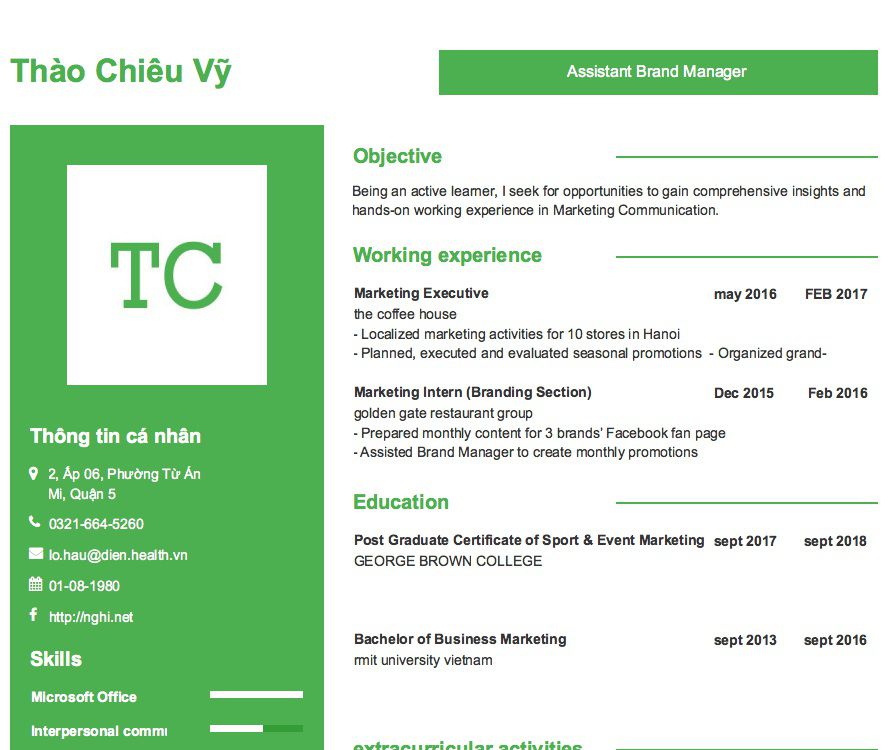 Thào Chiêu Vỹ
Assistant Brand Manager
TC
Thông tin cá nhân
2, Ấp 06, Phường Từ Ấn
Mi, Quận 5
0321-664-5260
lo.hau@dien.health.vn
01-08-1980
http://nghi.net
Skills
Microsoft Office
Interpersonal
Objective
Being an active learner, I seek for opportunities to gain comprehensive insights and
hands-on working experience in Marketing Communication.
Working experience
Marketing Executive may 2016 FEB 2017
the coffee house
- Localized marketing activities for 10 stores in Hanoi
- Planned, executed and evaluated seasonal promotions - Organized grand-
Marketing Intern (Branding Section) Dec 2015 Feb 2016
golden gate restaurant group
- Prepared monthly content for 3 brands’ Facebook fan page
- Assisted Brand Manager to create monthly promotions
Education
Post Graduate Certificate of Sport & Event Marketing sept 2017 sept 2018
GEORGE BROWN COLLEGE
Bachelor of Business Marketing sept 2013 sept 2016
rmit university vietnam
extracurricular activities